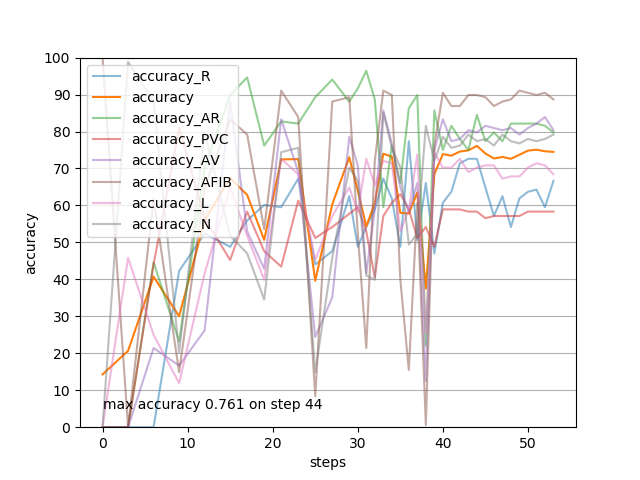 100
90
80
70
60
50
40
30
20
10
0
accuracy
accuracy_R
accuracy
accuracy_AR
accuracy_PVC
accuracy_AV
accuracy_AFIB
accuracy_L
accuracy_N
max accuracy 0.761 on step 44
0 10 20 30 40 50
steps